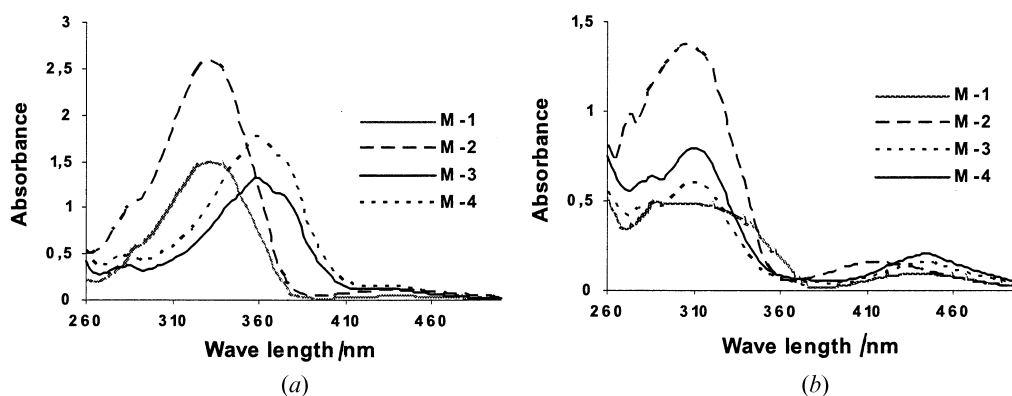 3
2,5
2
1,5
1
0,5
0
Absorbance
260 310 360 410 460
Wave length /nm
M -1
M -2
M -3
M -4
(a)
1,5
1
0,5
0
Absorbance
260 310 360 410 460
Wave length /nm
M -1
M -2
M -3
M -4
(b)